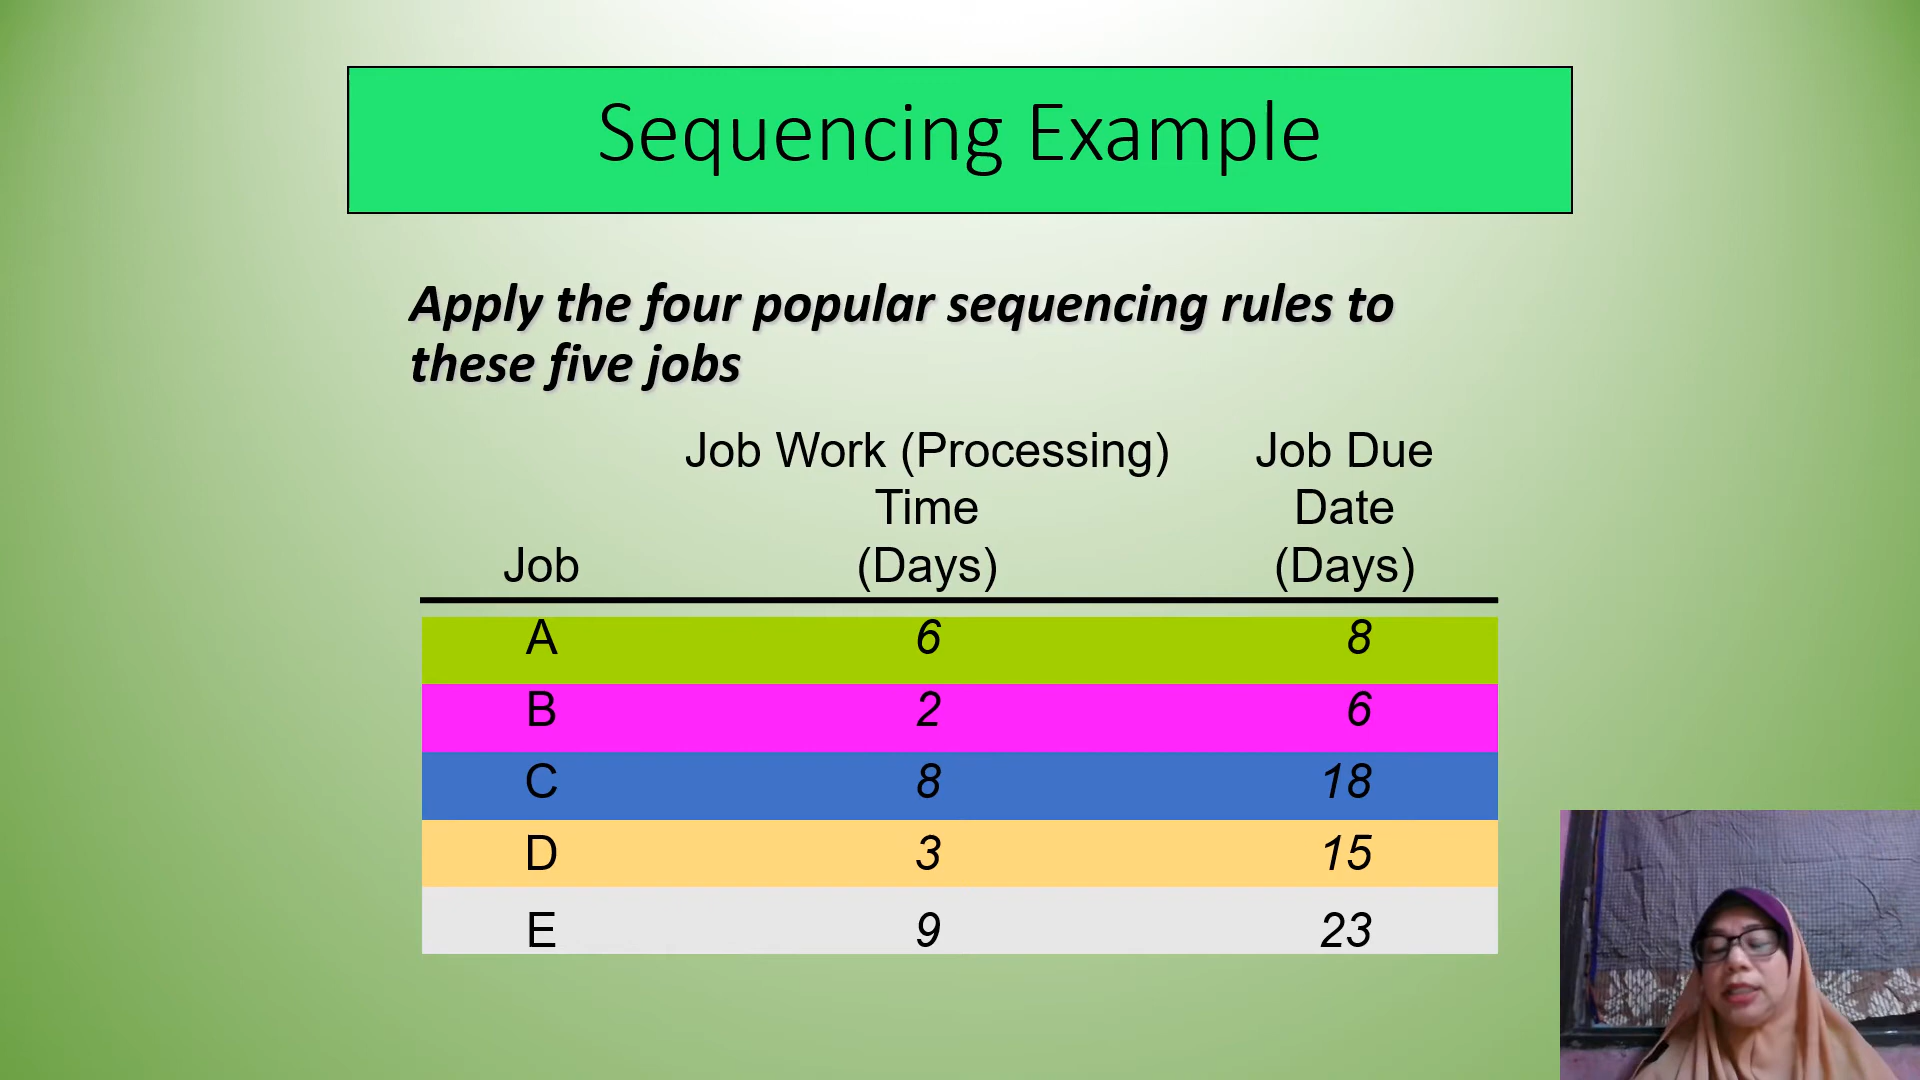 Sequencing Example
Apply the four popular sequencing rules to
these five jobs
Job Work (Processing) Job Due
Time Date
Job (Days) (Days)
A 6 8
B 2 6
C 8 18
D 3 15
E 9 23